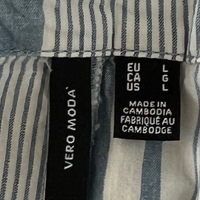 VERO MODA
EU L
CA G
US L
MADE IN
CAMBODIA
FABRIQUÉ AU
CAMBODGE